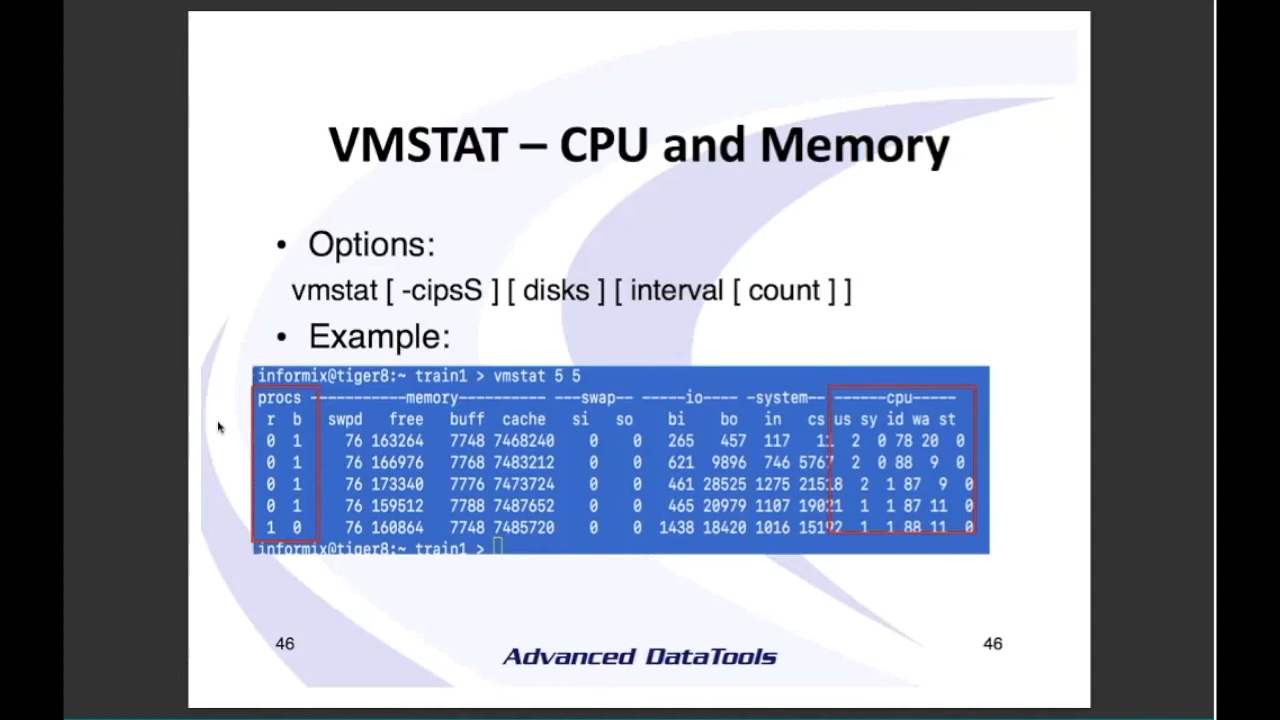 VMSTAT – CPU and Memory
• Options:
vmstat [ -cipsS ] [ disks ] [ interval [ count ] ]
• Example:
informix@tiger8:~ train1 > vmstat 5 5
procs -----------memory---------- ---swap-- -----io---- -system-- ------cpu-----
r b swpd free buff cache si so bi bo in cs us sy id wa st
0 1 76 163264 7748 7468240 0 0 265 457 117 11 2 0 78 20 0
0 1 76 166976 7768 7483212 0 0 621 9896 746 5767 2 0 88 9 0
0 1 76 173340 7776 7473724 0 0 461 28525 1275 21518 2 1 87 9 0
0 1 76 159512 7788 7487652 0 0 465 20979 1107 19021 1 1 87 11 0
1 0 76 160864 7748 7485720 0 0 1438 18420 1016 15192 1 1 88 11 0
informix@tiger8:~ train1 >
46
Advanced DataTools
46